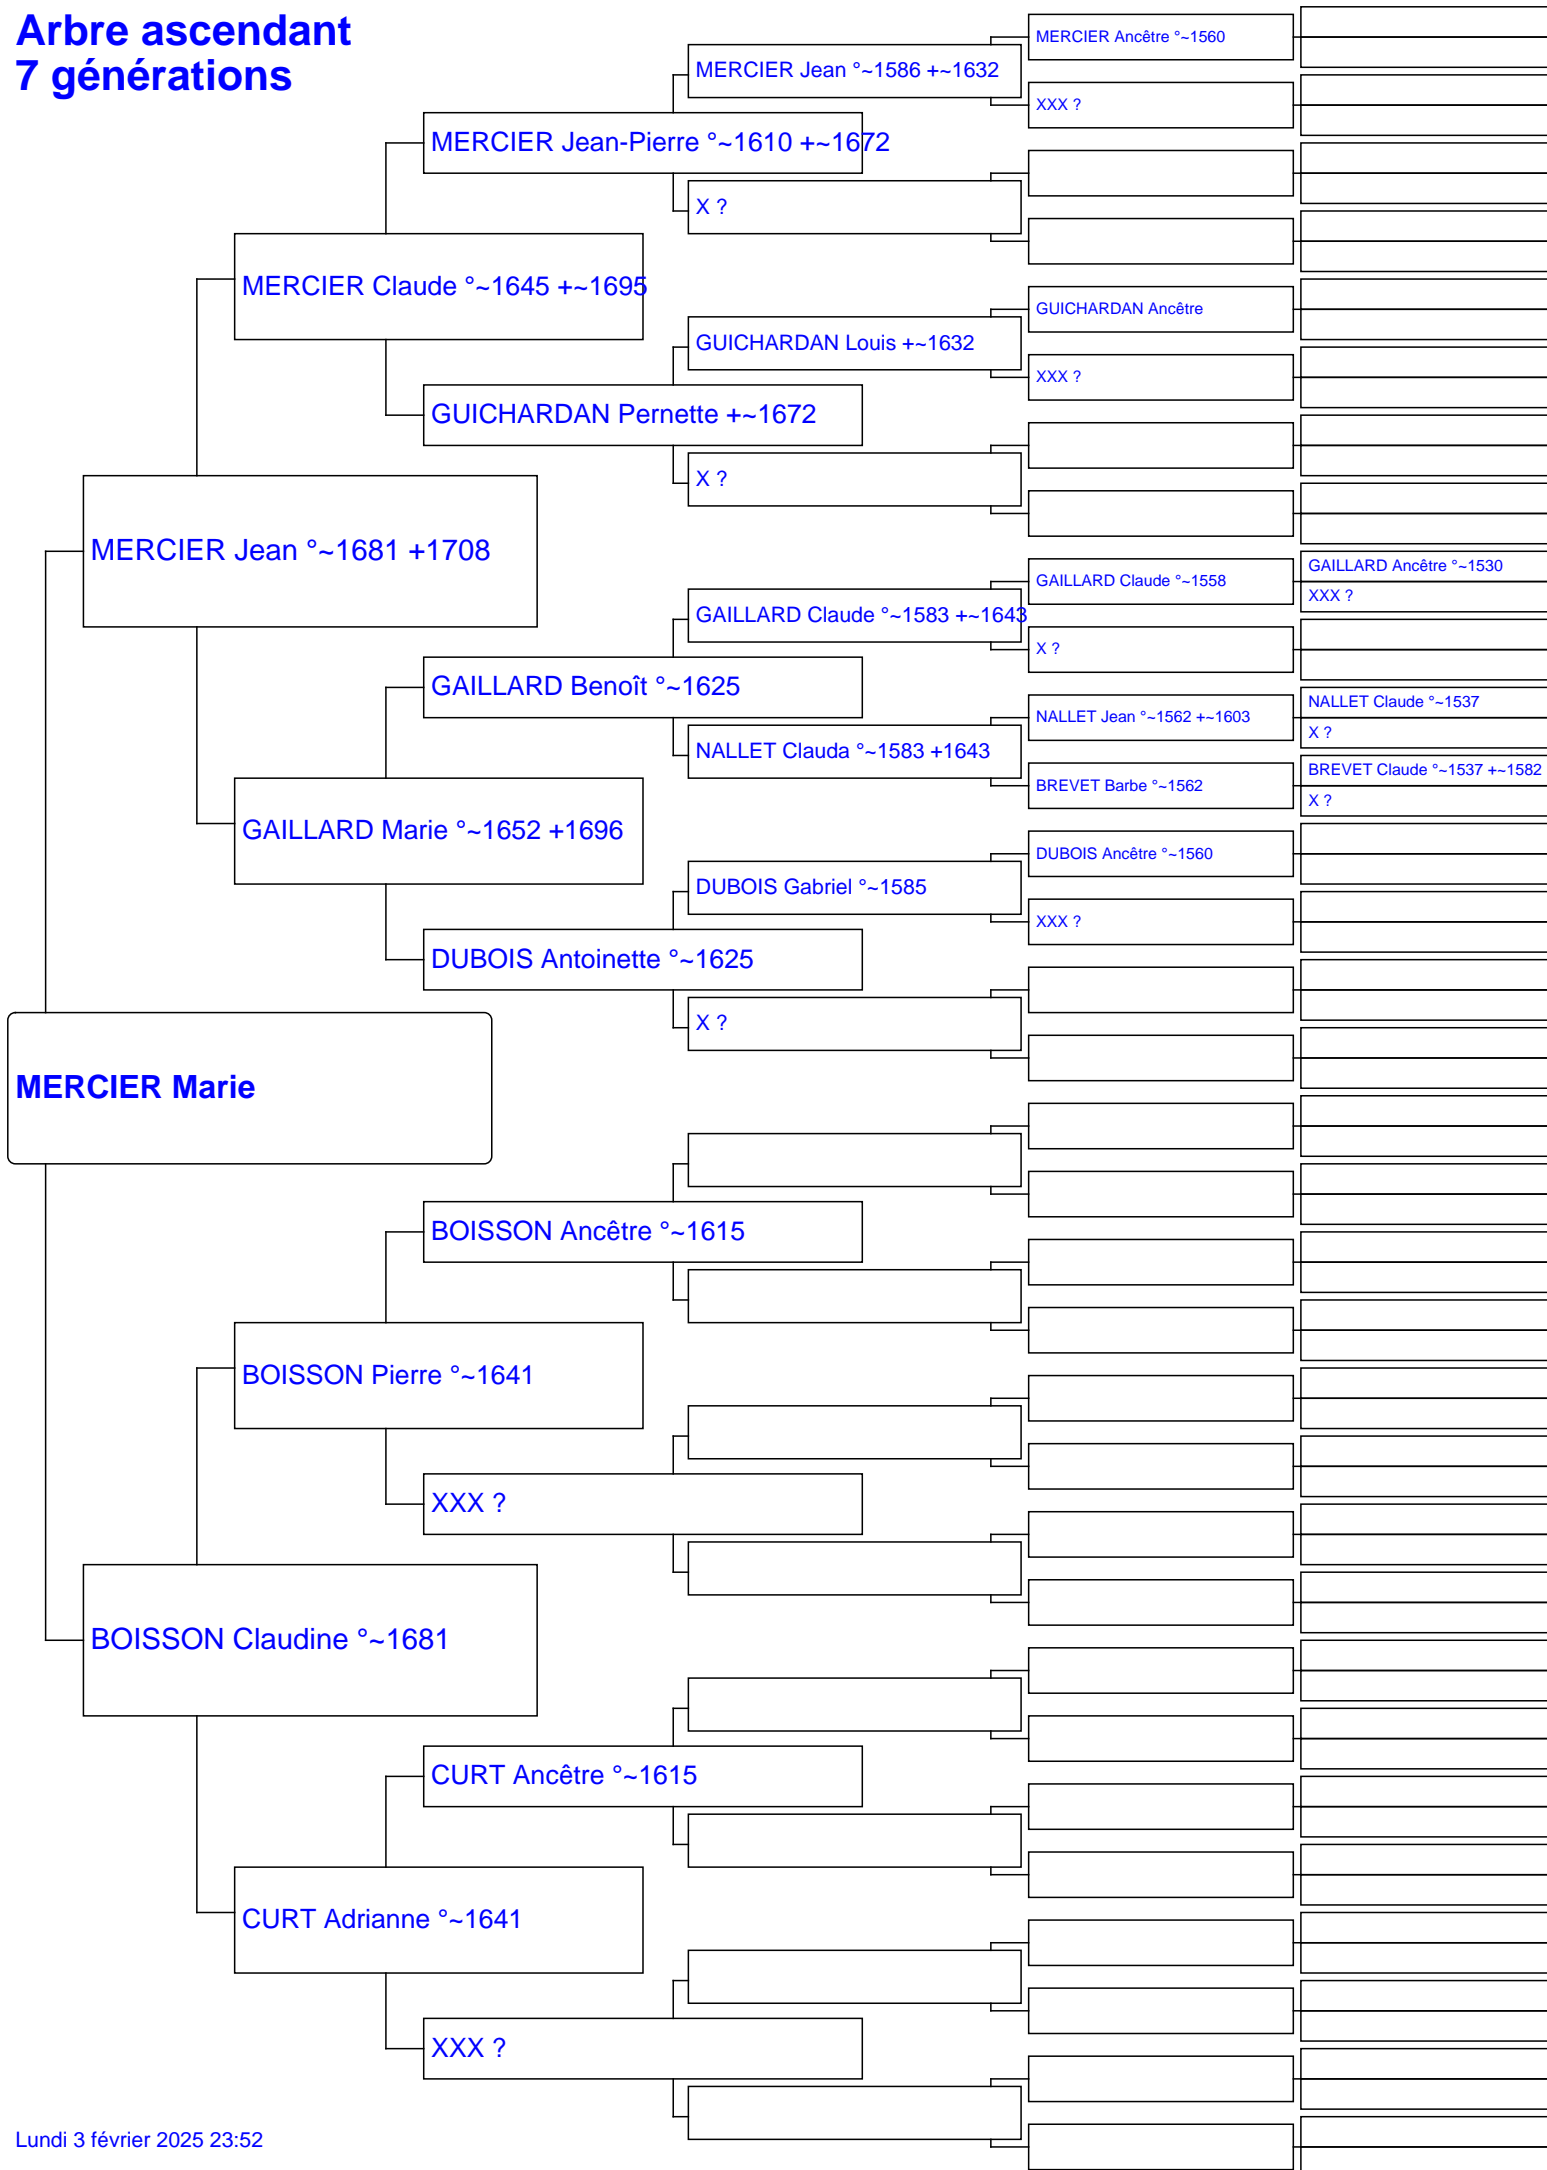 Arbre ascendant
7 générations
MERCIER Marie
MERCIER Jean °~1681 +1708
BOISSON Claudine °~1681
MERCIER Claude °~1645 +~1695
GAILLARD Marie °~1652 +1696
BOISSON Pierre °~1641
CURT Adrianne °~1641
MERCIER Jean-Pierre °~1610 +~1672
GUICHARDAN Pernette +~1672
GAILLARD Benoît °~1625
DUBOIS Antoinette °~1625
BOISSON Ancêtre °~1615
XXX ?
CURT Ancêtre °~1615
XXX ?
MERCIER Jean °~1586 +~1632
X ?
GUICHARDAN Louis +~1632
X ?
GAILLARD Claude °~1583 +~1643
NALLET Clauda °~1583 +1643
DUBOIS Gabriel °~1585
X ?
MERCIER Ancêtre °~1560
XXX ?
GUICHARDAN Ancêtre
XXX ?
GAILLARD Claude °~1558
X ?
NALLET Jean °~1562 +~1603
BREVET Barbe °~1562
DUBOIS Ancêtre °~1560
XXX ?
GAILLARD Ancêtre °~1530
XXX ?
NALLET Claude °~1537
X ?
BREVET Claude °~1537 +~1582
X ?
Lundi 3 février 2025 23:52